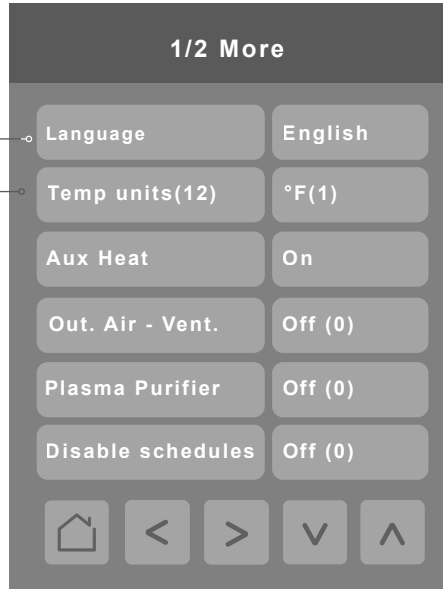 1/2 More
Language English
Temp units(12) °F(1)
Aux Heat On
Out. Air - Vent. Off (0)
Plasma Purifier Off (0)
Disable schedules Off (0)
< > V Λ